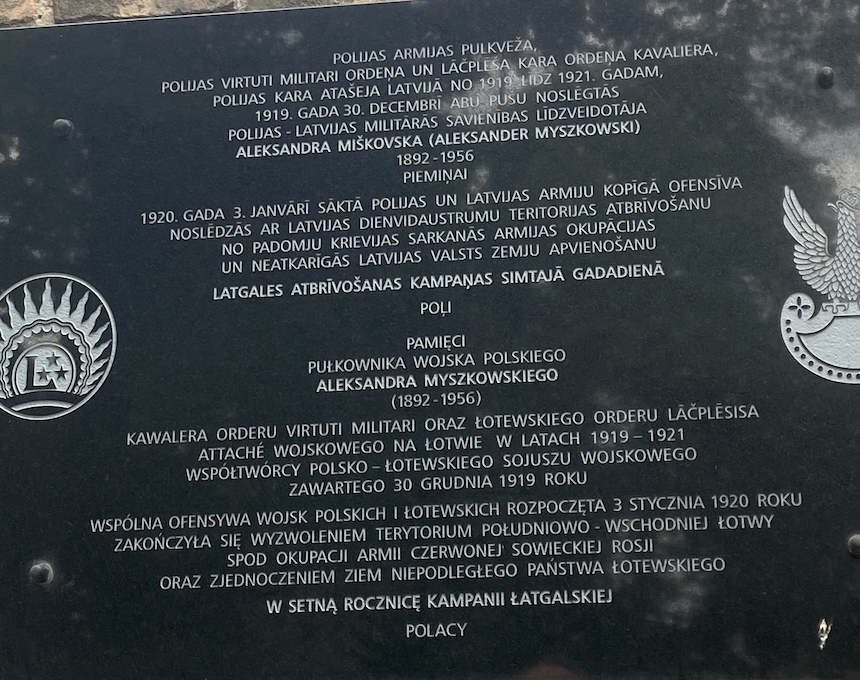 POLIJAS ARMIJAS PULKVEŽA,
POLIJAS VIRTUTI MILITARI ORDEŅA UN LĀČPLĒŠA KARA ORDEŅA KAVALIERA,
POLIJAS KARA ATAŠEJA LATVIJĀ NO 1919. LĪDZ 1921. GADAM,
1919. GADA 30. DECEMBRĪ ABU PUŠU NOSLĒGTĀS
POLIJAS - LATVIJAS MILITĀRĀS SAVIENĪBAS LĪDZVEIDOTĀJA
ALEKSANDRA MIŠKOVSKA (ALEKSANDER MYSZKOWSKI)
1892 - 1956
PIEMIŅAI
1920. GADA 3. JANVĀRĪ SĀKTĀ POLIJAS UN LATVIJAS ARMIJU KOPĪGĀ OFENSĪVA
NOSLĒDZĀS AR LATVIJAS DIENVIDAUSTRUMU TERITORIJAS ATBRĪVOŠANU
NO PADOMJU KRIEVIJAS SARKANĀS ARMIJAS OKUPĀCIJAS
UN NEATKARĪGĀS LATVIJAS VALSTS ZEMJU APVIENOŠANU
LATGALES ATBRĪVOŠANAS KAMPAŅAS SIMTAJĀ GADADIENĀ
POĻI
PAMIĘCI
PUŁKOWNIKA WOJSKA POLSKIEGO
ALEKSANDRA MYSZKOWSKIEGO
(1892 - 1956)
KAWALERA ORDERU VIRTUTI MILITARI ORAZ ŁOTEWSKIEGO ORDERU LĀČPLĒSISA
ATTACHÉ WOJSKOWEGO NA ŁOTWIE W LATACH 1919 – 1921
WSPÓŁTWÓRCY POLSKO – ŁOTEWSKIEGO SOJUSZU WOJSKOWEGO
ZAWARTEGO 30 GRUDNIA 1919 ROKU
WSPÓLNA OFENSYWA WOJSK POLSKICH I ŁOTEWSKICH ROZPOCZĘTA 3 STYCZNIA 1920 ROKU
ZAKOŃCZYŁA SIĘ WYZWOLENIEM TERYTORIUM POŁUDNIOWO - WSCHODNIEJ ŁOTWY
SPOD OKUPACJI ARMII CZERWONEJ SOWIECKIEJ ROSJI
ORAZ ZJEDNOCZENIEM ZIEM NIEPODLEGŁEGO PAŃSTWA ŁOTEWSKIEGO
W SETNĄ ROCZNICĘ KAMPANII ŁATGALSKIEJ
POLACY